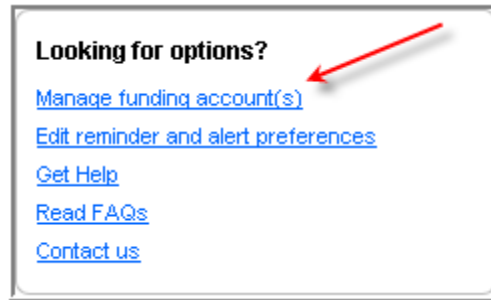 Looking for options?
Manage funding account(s)
Edit reminder and alert preferences
Get Help
Read FAQs
Contact us